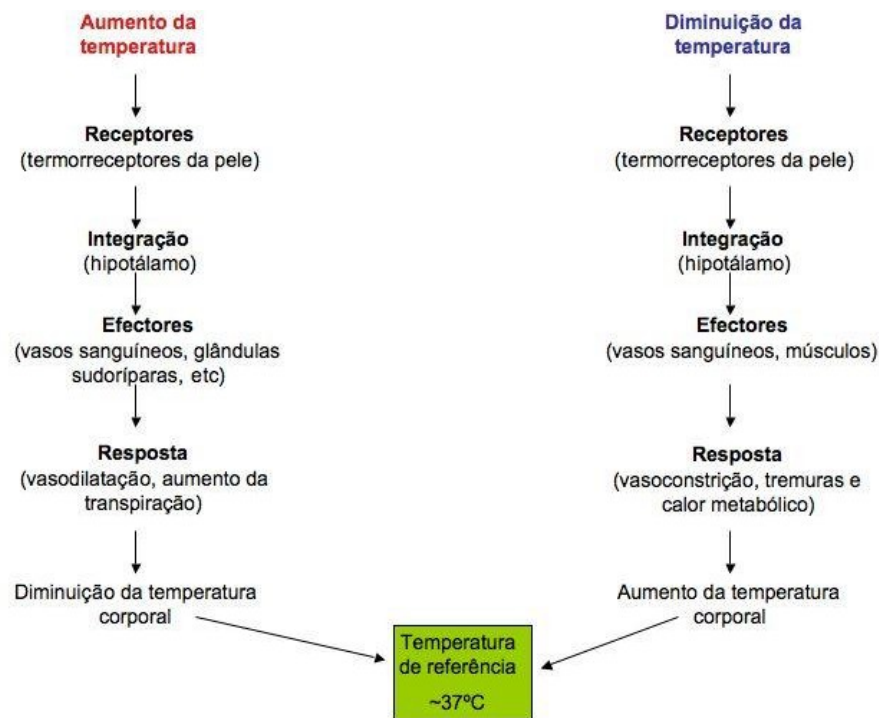 Aumento da
temperatura
Receptores
(termorreceptores da pele)
Integração
(hipotálamo)
Efectores
(vasos sanguíneos, glândulas
sudoríparas, etc)
Resposta
(vasodilatação, aumento da
transpiração)
Diminuição da temperatura
corporal
Diminuição da
temperatura
Receptores
(termorreceptores da pele)
Integração
(hipotálamo)
Efectores
(vasos sanguíneos, músculos)
Resposta
(vasoconstrição, tremuras e
calor metabólico)
Aumento da temperatura
corporal
Temperatura
de referência
~37ºC